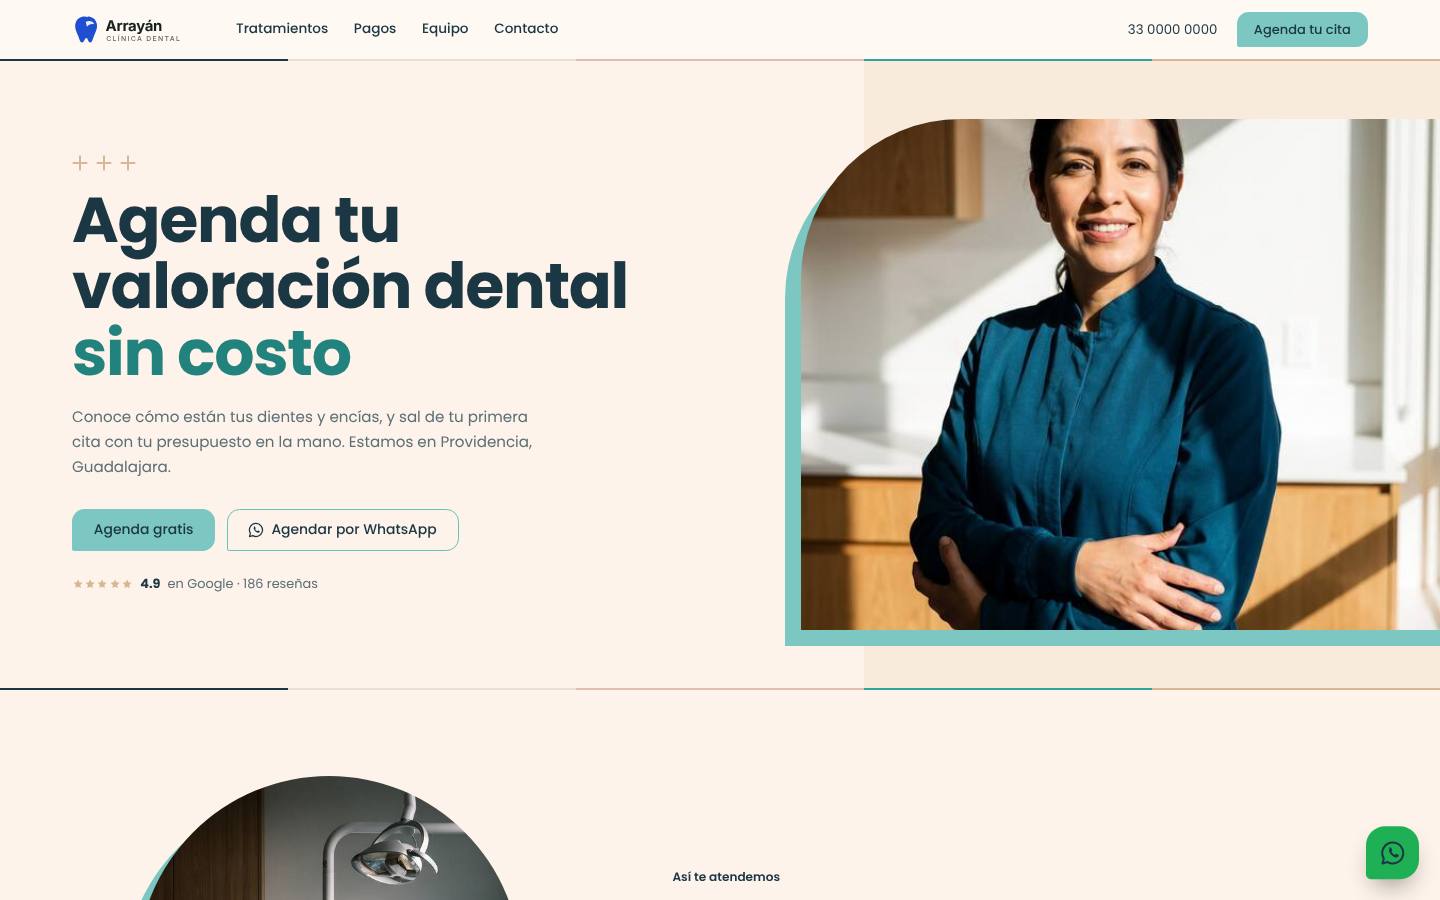 Arrayán
CLÍNICA DENTAL
Tratamientos
Pagos
Equipo
Contacto
33 0000 0000
Agenda tu cita
Agenda tu
valoración dental
sin costo
Conoce cómo están tus dientes y encías, y sal de tu primera
cita con tu presupuesto en la mano. Estamos en Providencia,
Guadalajara.
Agenda gratis
Agendar por WhatsApp
4.9 en Google · 186 reseñas
Así te atendemos